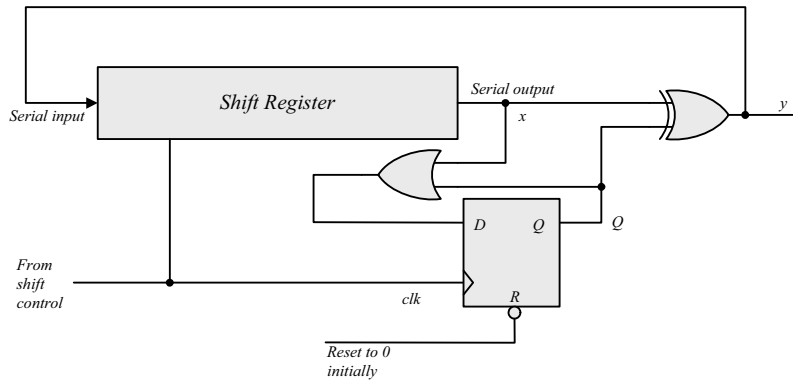 Shift Register
Serial output
Serial input
x
y
D
Q
Q
From
shift
control
clk
R
Reset to 0
initially